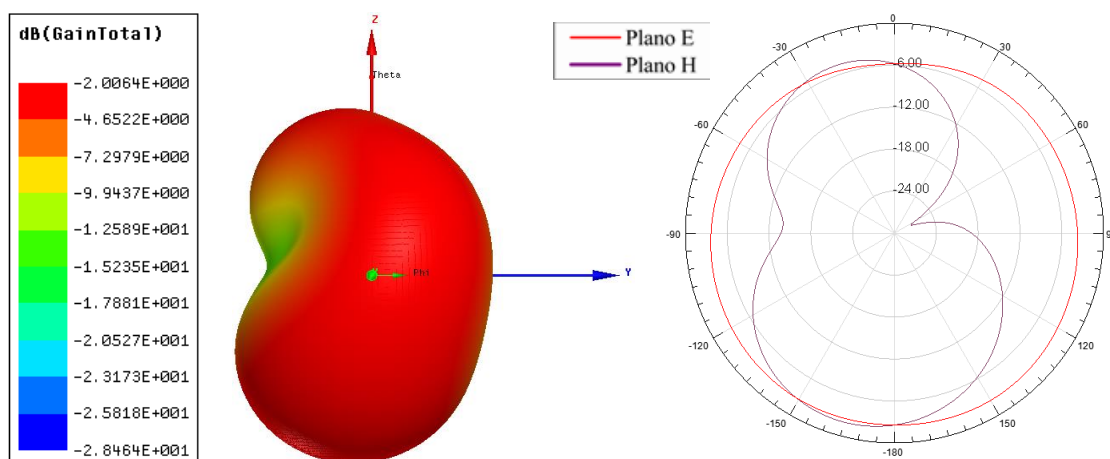 dB(GainTotal)
-2.0064E+000
-4.6522E+000
-7.2979E+000
-9.9437E+000
-1.2589E+001
-1.5235E+001
-1.7881E+001
-2.0527E+001
-2.3173E+001
-2.5818E+001
-2.8464E+001
Z
Theta
Phi
Y
Plano E
Plano H
0
-30
30
-6.00
-60
60
-12.00
-18.00
-24.00
-90
-120
120
-150
150
-180